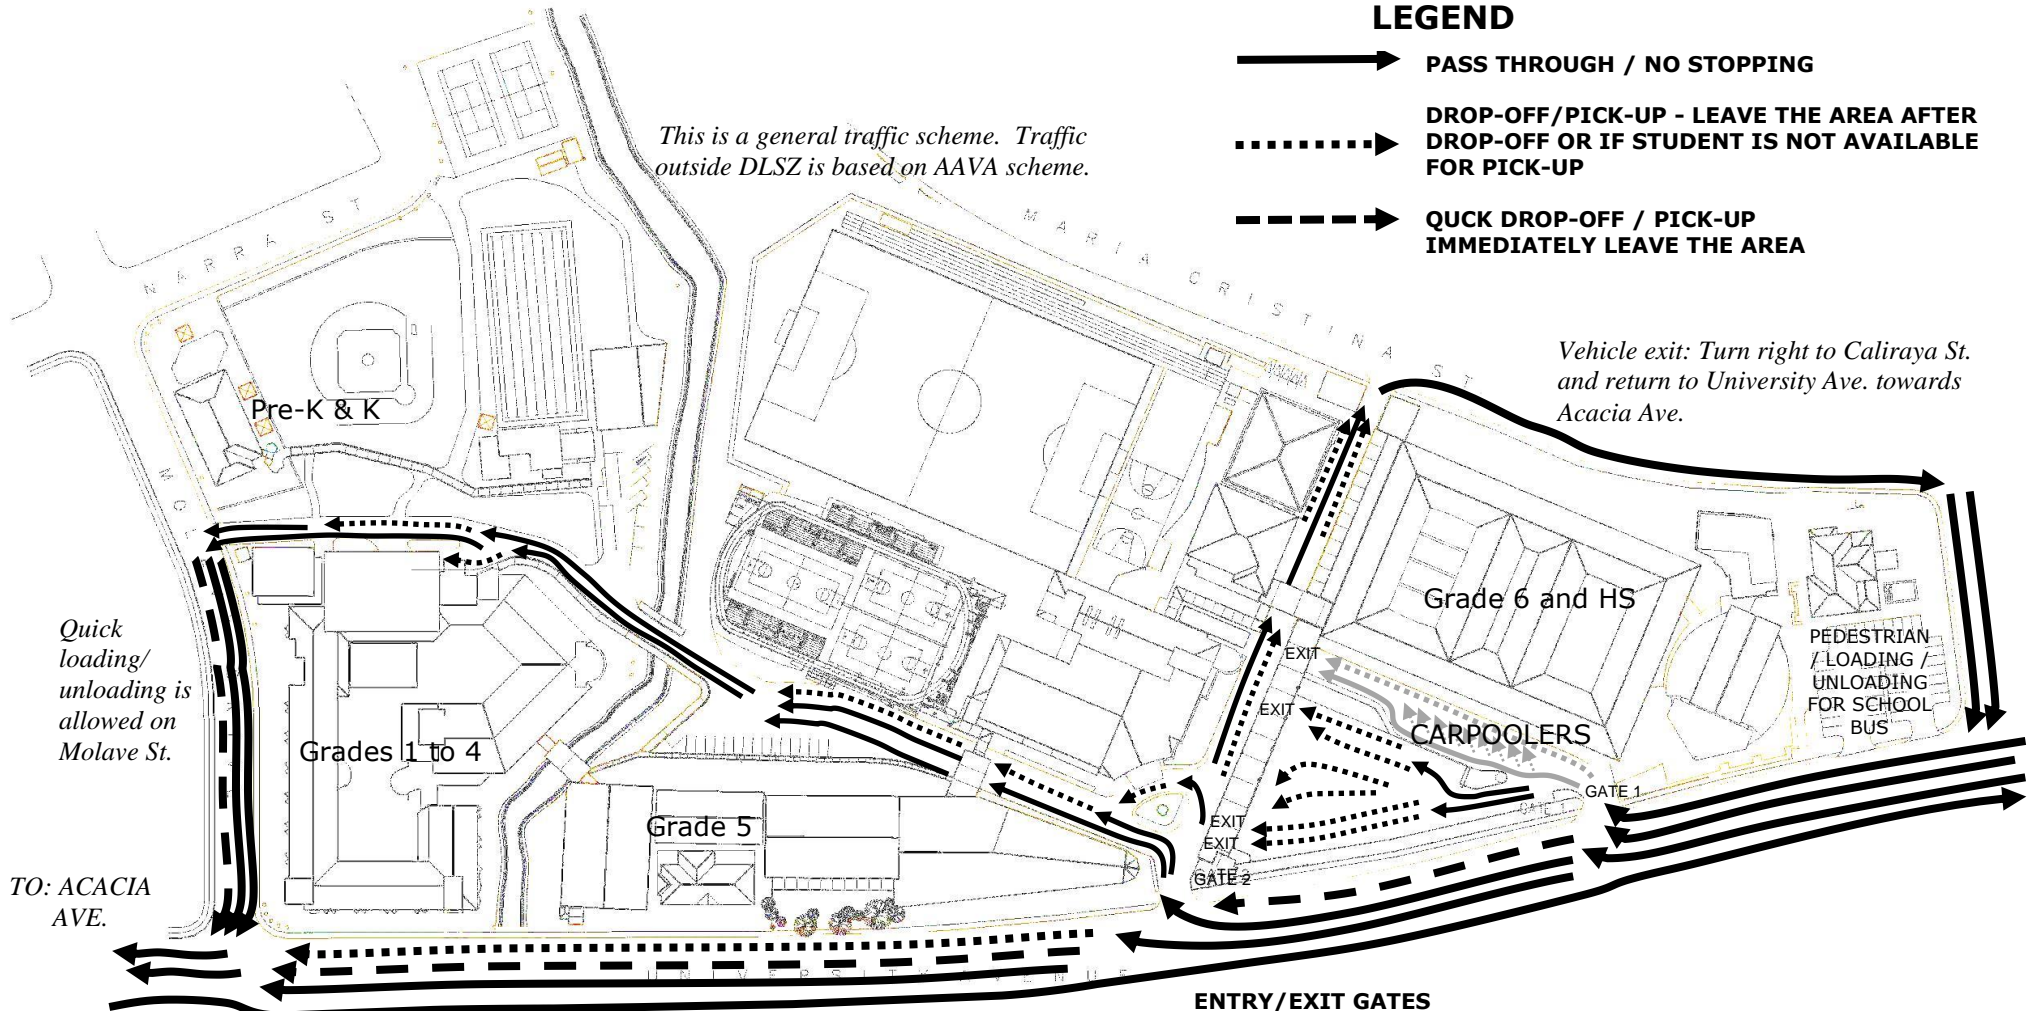 LEGEND
PASS THROUGH / NO STOPPING
DROP-OFF/PICK-UP - LEAVE THE AREA AFTER
DROP-OFF OR IF STUDENT IS NOT AVAILABLE
FOR PICK-UP
QUCK DROP-OFF / PICK-UP
IMMEDIATELY LEAVE THE AREA
This is a general traffic scheme. Traffic
outside DLSZ is based on AAVA scheme.
NARRA ST
MARIA CRISTINA ST
Vehicle exit: Turn right to Caliraya St.
and return to University Ave. towards
Acacia Ave.
Pre-K & K
Grade 6 and HS
Quick
loading/
unloading is
allowed on
Molave St.
PEDESTRIAN
/ LOADING /
UNLOADING
FOR SCHOOL
BUS
EXIT
EXIT
CARPOOLERS
Grades 1 to 4
GATE 1
GATE 1
Grade 5
EXIT
EXIT
GATE 2
TO: ACACIA
AVE.
UNIVERSITY AVENUE
ENTRY/EXIT GATES